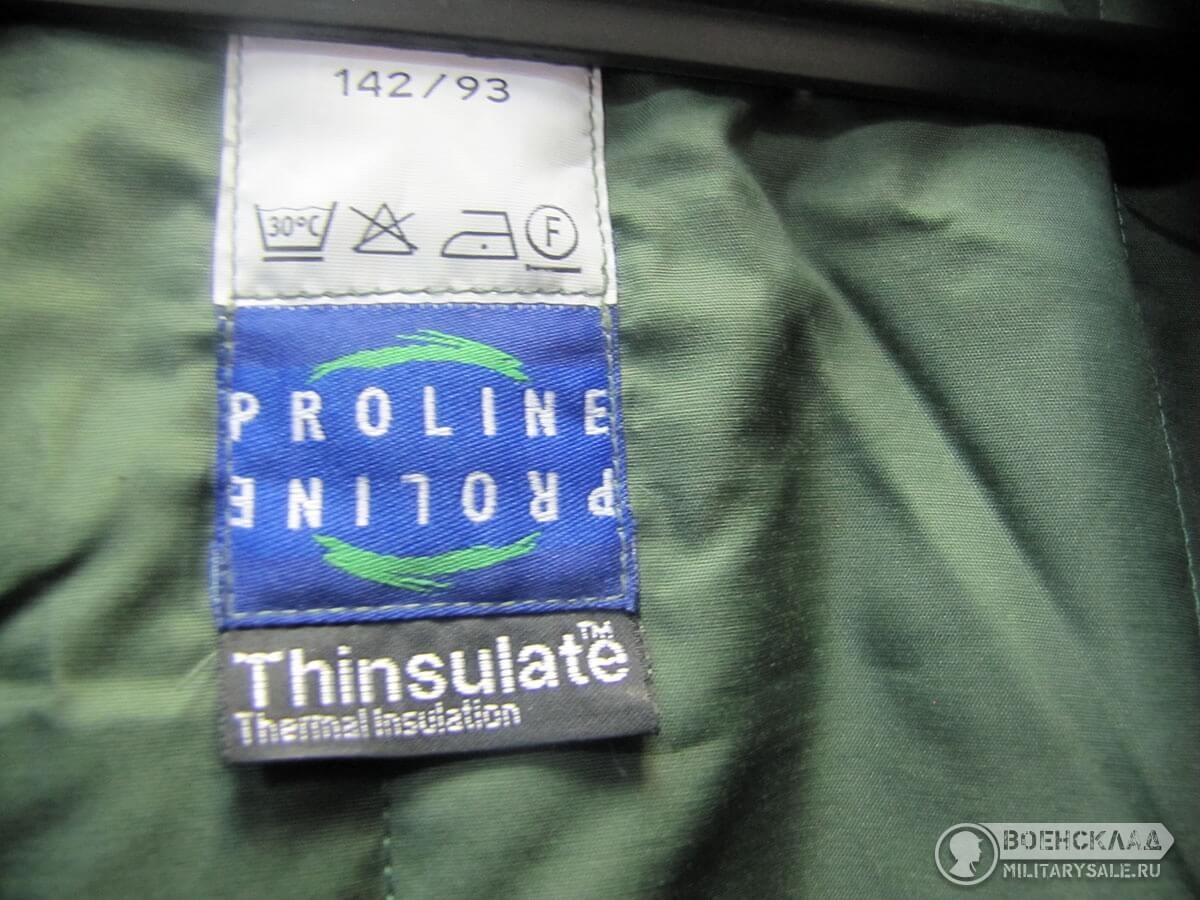 142/93
30°C
F
PROLINE
PROLINE
Thinsulate™
Thermal Insulation
ВОЕНСКЛАД
MILITARYSALE.RU